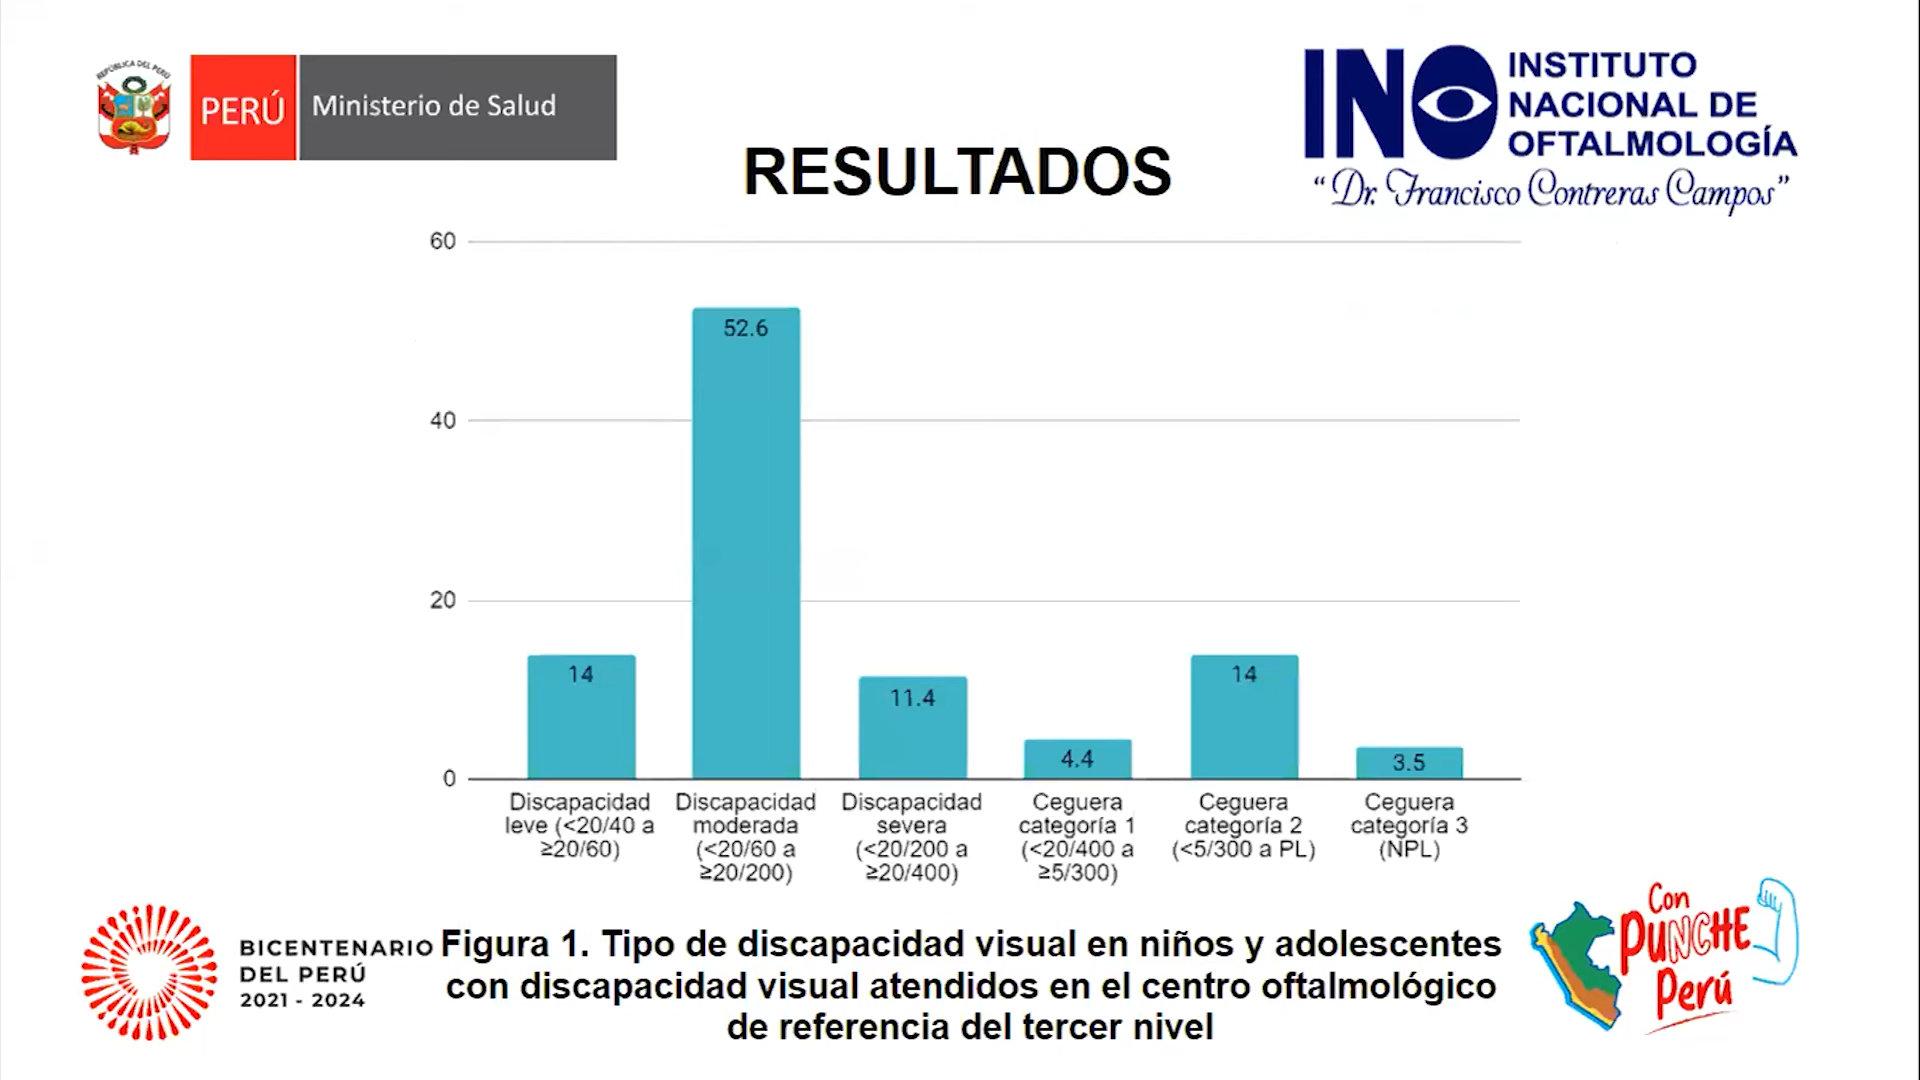 REPÚBLICA DEL PERÚ
PERÚ
Ministerio de Salud
INO
INSTITUTO
NACIONAL DE
OFTALMOLOGÍA
“Dr. Francisco Contreras Campos”
RESULTADOS
60
40
20
0
14
52.6
11.4
4.4
14
3.5
Discapacidad
leve (<20/40 a
≥20/60)
Discapacidad
moderada
(<20/60 a
≥20/200)
Discapacidad
severa
(<20/200 a
≥20/400)
Ceguera
categoría 1
(<20/400 a
≥5/300)
Ceguera
categoría 2
(<5/300 a PL)
Ceguera
categoría 3
(NPL)
BICENTENARIO
DEL PERÚ
2021 - 2024
Figura 1. Tipo de discapacidad visual en niños y adolescentes
con discapacidad visual atendidos en el centro oftalmológico
de referencia del tercer nivel
Con
PUNCHE
Perú